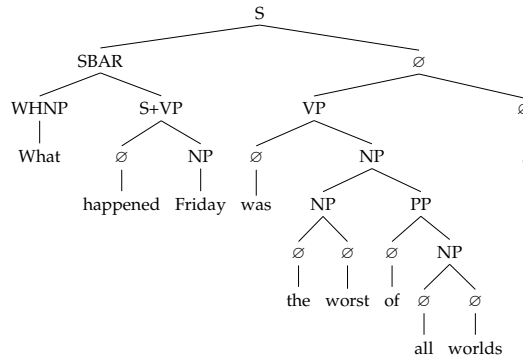 S
SBAR ∅
WHNP S+VP VP ∅
What ∅ NP ∅ NP .
happened Friday was NP PP
∅ ∅ ∅ NP
the worst of ∅ ∅
all worlds